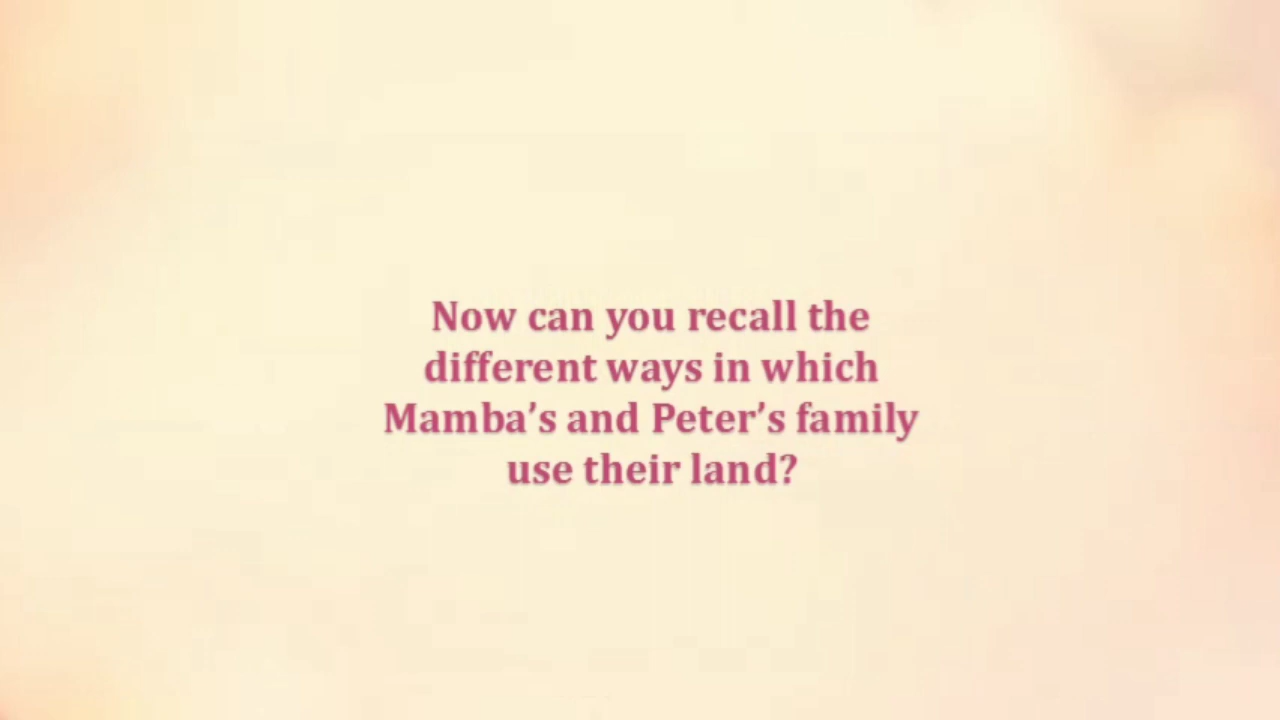 Now can you recall the
different ways in which
Mamba’s and Peter’s family
use their land?